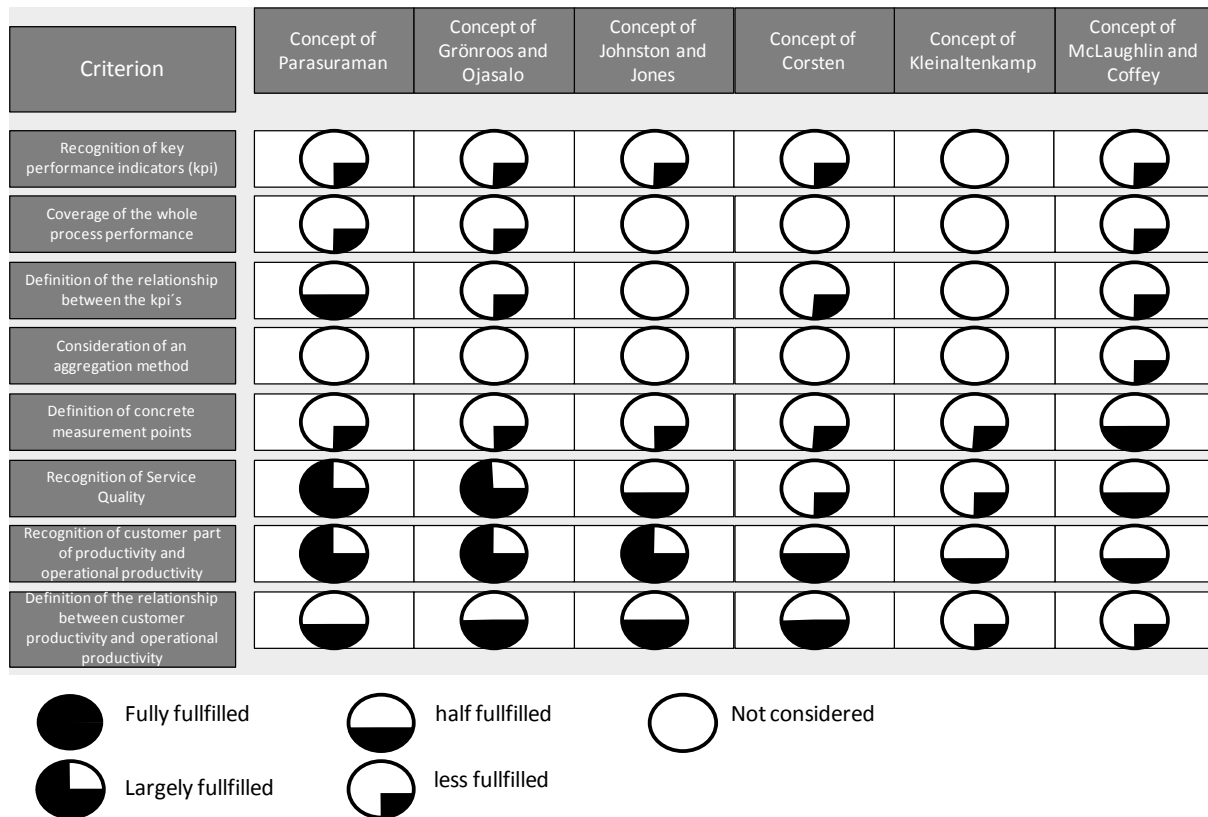 Criterion
Concept of
Parasuraman
Concept of
Grönroos and
Ojasalo
Concept of
Johnston and
Jones
Concept of
Corsten
Concept of
Kleinaltenkamp
Concept of
McLaughlin and
Coffey
Recognition of key
performance indicators (kpi)
Coverage of the whole
process performance
Definition of the relationship
between the kpi´s
Consideration of an
aggregation method
Definition of concrete
measurement points
Recognition of Service
Quality
Recognition of customer part
of productivity and
operational productivity
Definition of the relationship
between customer
productivity and operational
productivity
Fully fullfilled
half fullfilled
Not considered
Largely fullfilled
less fullfilled